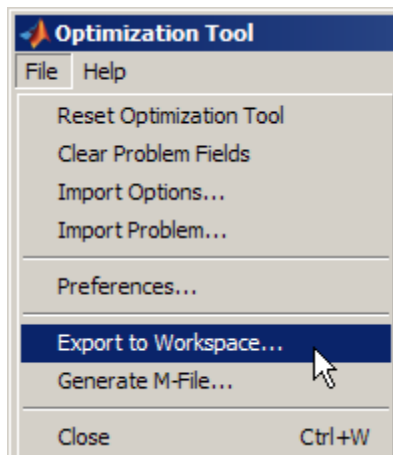 Optimization Tool
File Help
Reset Optimization Tool
Clear Problem Fields
Import Options...
Import Problem...
Preferences...
Export to Workspace...
Generate M-File...
Close Ctrl+W